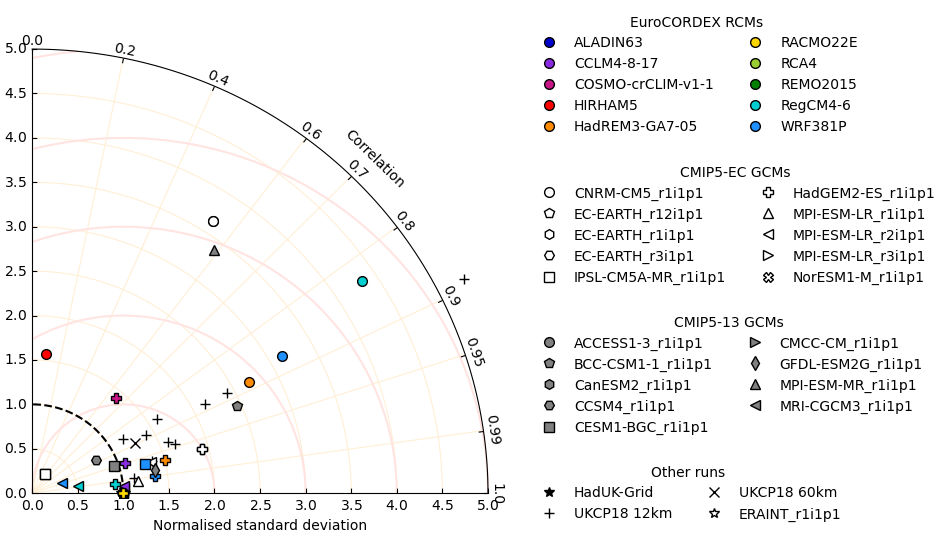 0.0
0.2
0.4
0.6
0.7
0.8
0.9
0.95
0.99
1.0
Correlation
5.0
4.5
4.0
3.5
3.0
2.5
2.0
1.5
1.0
0.5
0.0
0.0 0.5 1.0 1.5 2.0 2.5 3.0 3.5 4.0 4.5 5.0
Normalised standard deviation
EuroCORDEX RCMs
ALADIN63 RACMO22E
CCLM4-8-17 RCA4
COSMO-crCLIM-v1-1 REMO2015
HIRHAM5 RegCM4-6
HadREM3-GA7-05 WRF381P
CMIP5-EC GCMs
CNRM-CM5_r1i1p1 HadGEM2-ES_r1i1p1
EC-EARTH_r12i1p1 MPI-ESM-LR_r1i1p1
EC-EARTH_r1i1p1 MPI-ESM-LR_r2i1p1
EC-EARTH_r3i1p1 MPI-ESM-LR_r3i1p1
IPSL-CM5A-MR_r1i1p1 NorESM1-M_r1i1p1
CMIP5-13 GCMs
ACCESS1-3_r1i1p1 CMCC-CM_r1i1p1
BCC-CSM1-1_r1i1p1 GFDL-ESM2G_r1i1p1
CanESM2_r1i1p1 MPI-ESM-MR_r1i1p1
CCSM4_r1i1p1 MRI-CGCM3_r1i1p1
CESM1-BGC_r1i1p1
Other runs
HadUK-Grid UKCP18 60km
UKCP18 12km ERAINT_r1i1p1